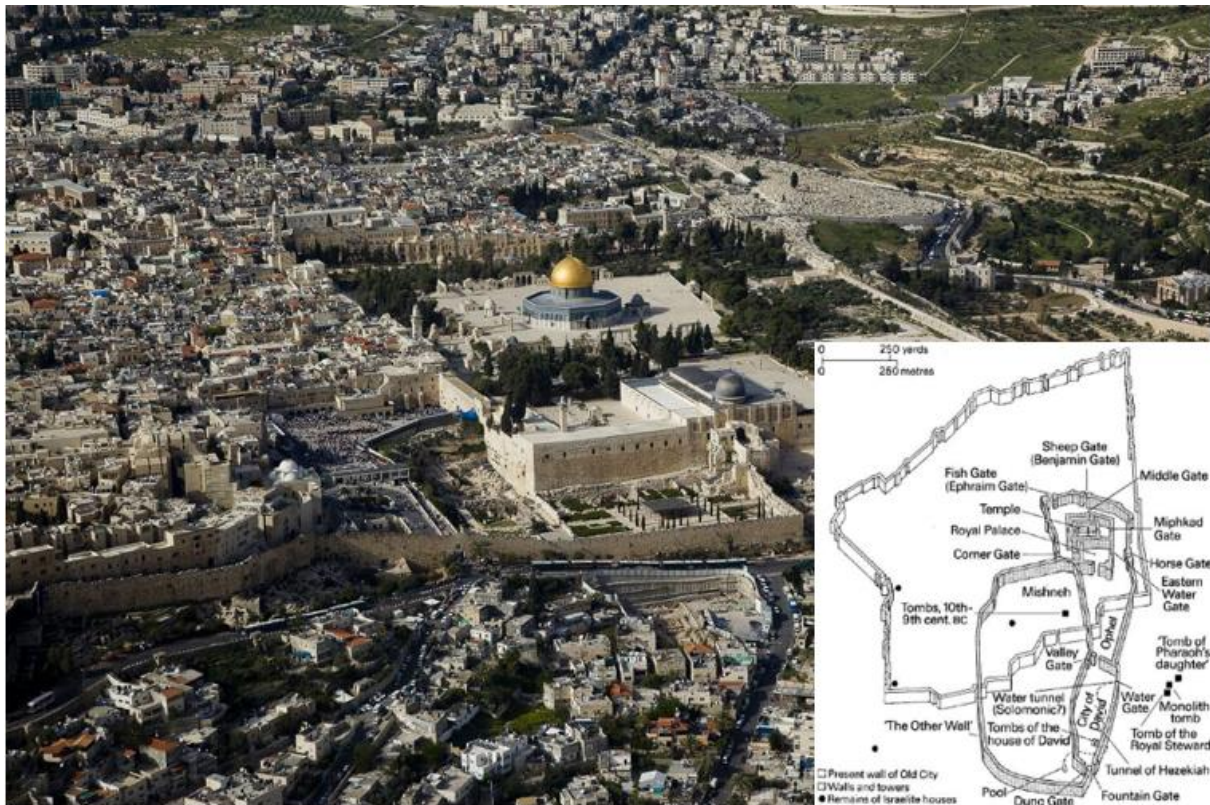 0 250 yards
0 250 metres
Sheep Gate
(Benjamin Gate)
Fish Gate
(Ephraim Gate)
Middle Gate
Temple
Miphkad
Gate
Royal Palace
Corner Gate
Horse Gate
Eastern
Water
Gate
Mishneh
Tombs, 10th-
9th cent. BC
Ophel
Valley
Gate
'Tomb of
Pharaoh's
daughter'
Water tunnel
(Solomonic?)
City of
David
Water
Gate
Monolith
tomb
'The Other Wall'
Tombs of the
house of David
Tomb of the
Royal Steward
Tunnel of Hezekiah
Present wall of Old City
Walls and towers
Remains of Israelite houses
Pool
Dung Gate
Fountain Gate